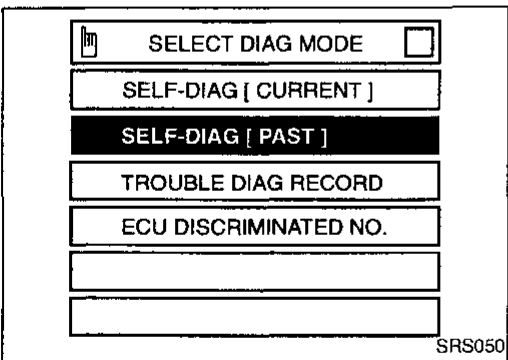 SELECT DIAG MODE
SELF-DIAG [ CURRENT ]
SELF-DIAG [ PAST ]
TROUBLE DIAG RECORD
ECU DISCRIMINATED NO.
SRS050